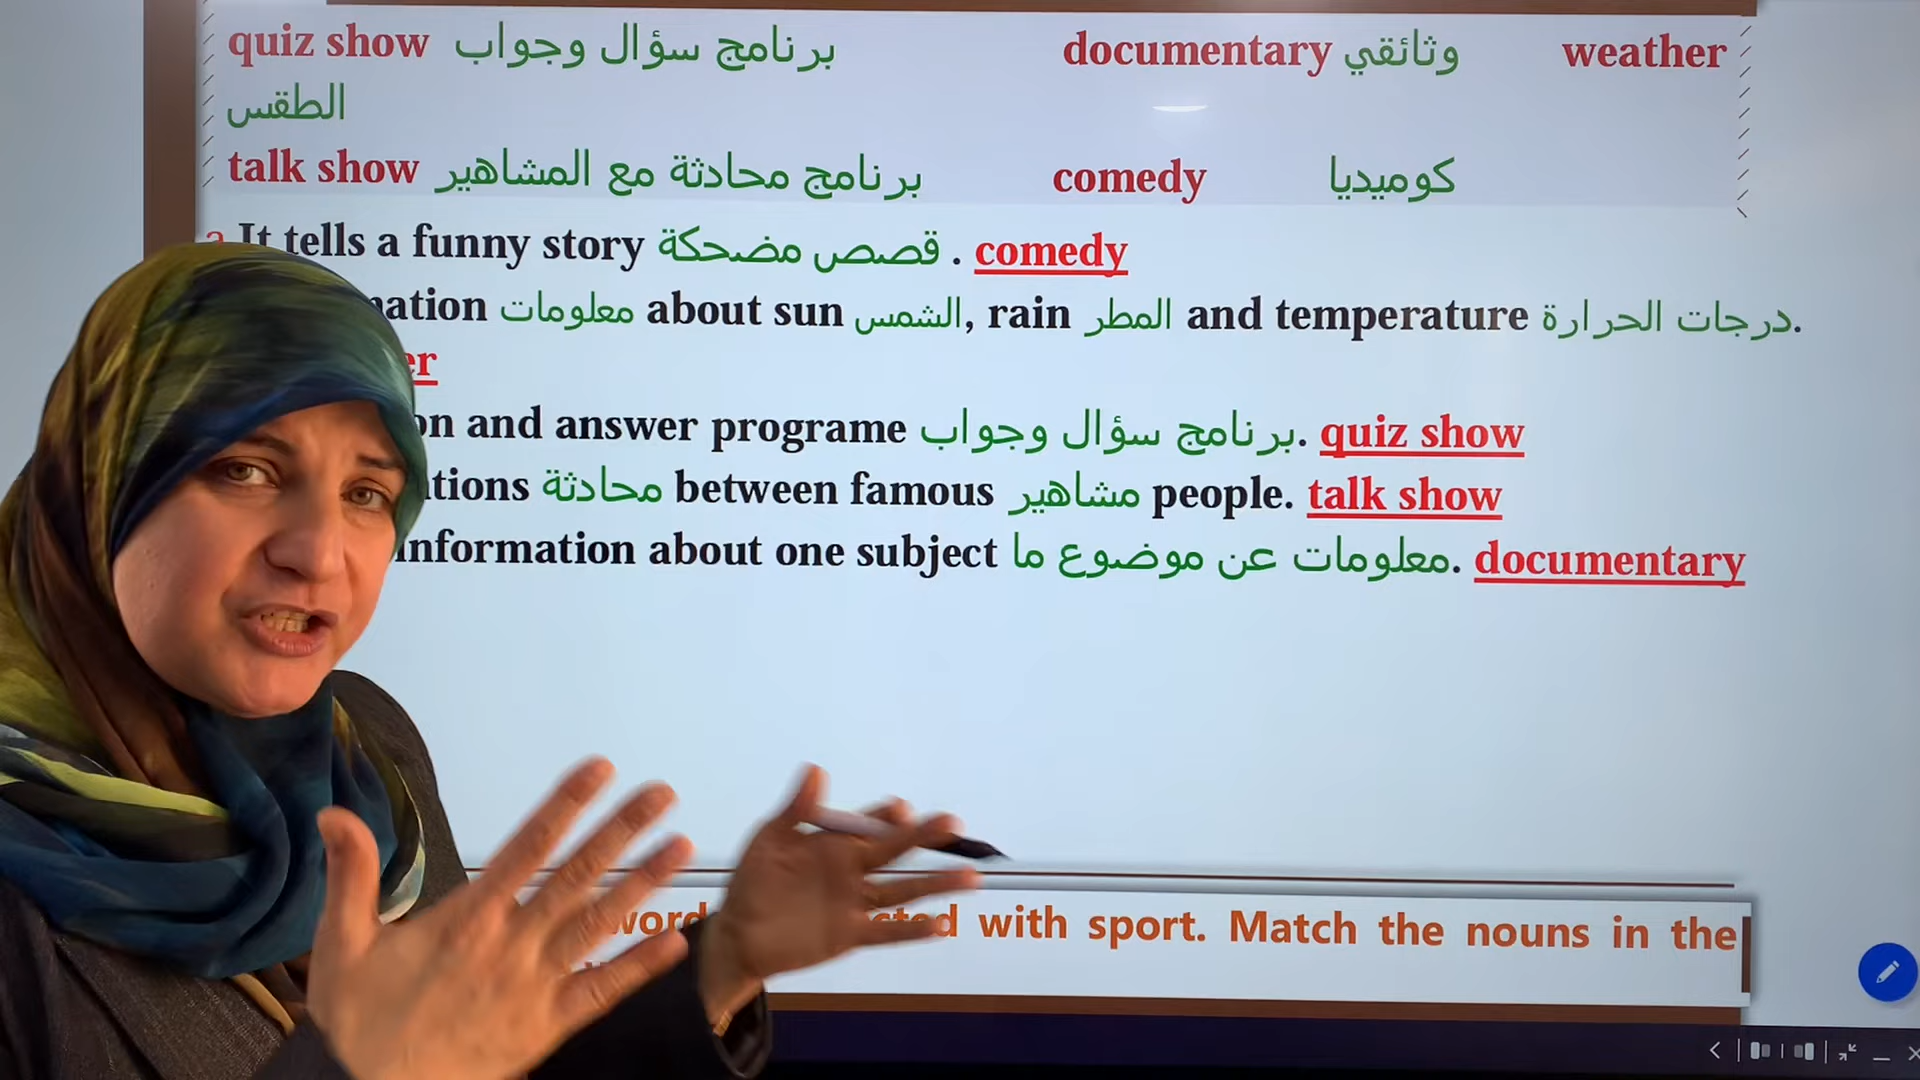 quiz show برنامج سؤال وجواب documentary وثائقي weather
الطقس
talk show برنامج محادثة مع المشاهير comedy كوميديا
It tells a funny story قصص مضحكة . comedy
معلومات about sun الشمس, rain المطر and temperature درجات الحرارة.
and answer programe برنامج سؤال وجواب. quiz show
محادثة between famous مشاهير people. talk show
information about one subject معلومات عن موضوع ما. documentary
with sport. Match the nouns in the